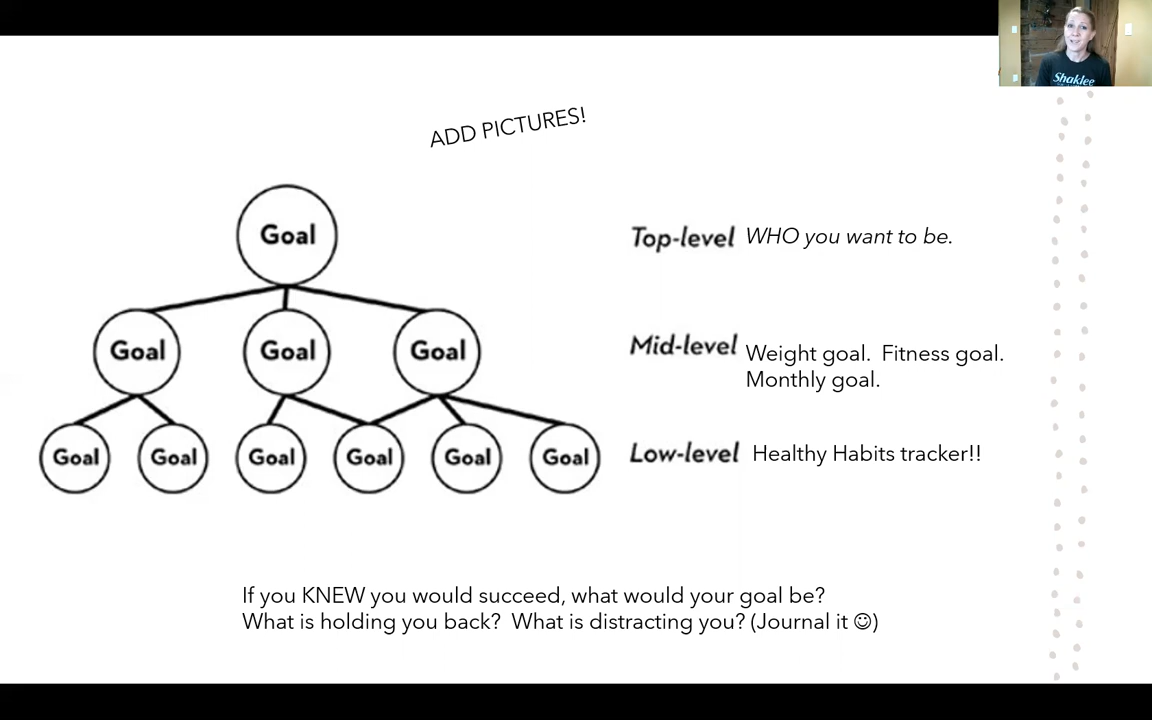 Shaklee
ADD PICTURES!
Goal
Top-level WHO you want to be.
Goal Goal Goal
Mid-level Weight goal. Fitness goal.
Monthly goal.
Goal Goal Goal Goal Goal Goal
Low-level Healthy Habits tracker!!
If you KNEW you would succeed, what would your goal be?
What is holding you back? What is distracting you? (Journal it ☺)